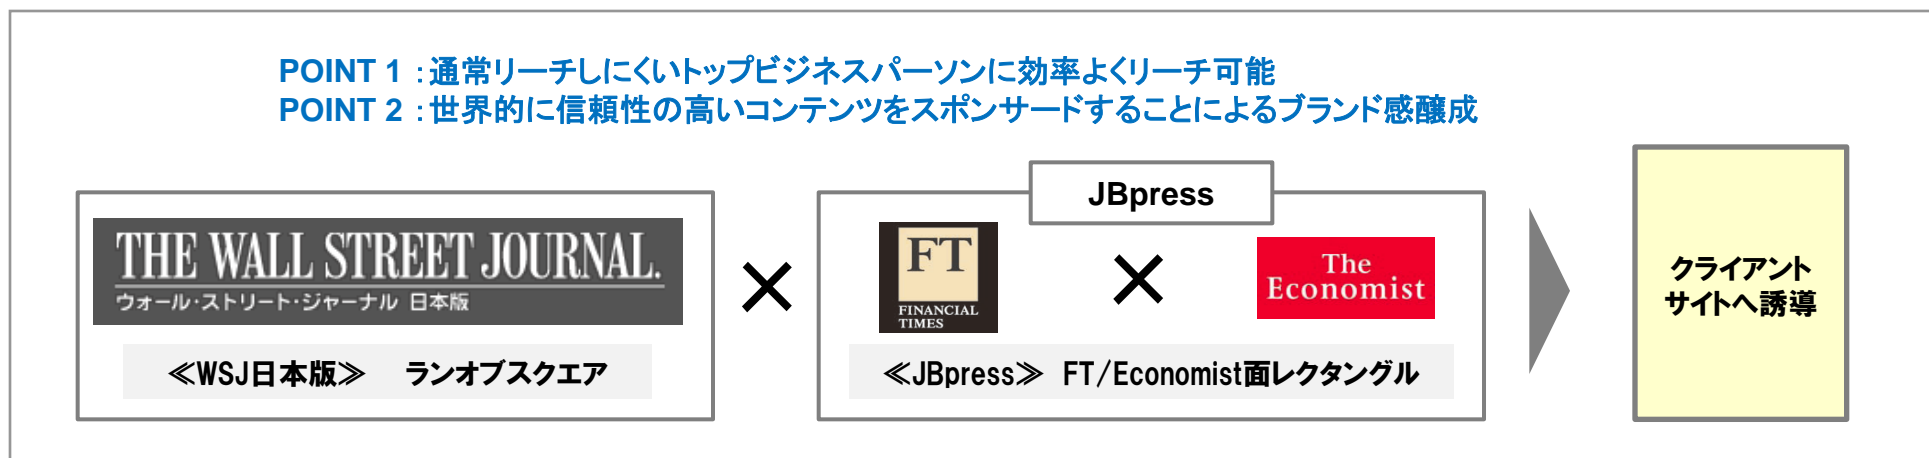 POINT 1 ：通常リーチしにくいトップビジネスパーソンに効率よくリーチ可能
POINT 2 ：世界的に信頼性の高いコンテンツをスポンサードすることによるブランド感醸成
THE WALL STREET JOURNAL.
ウォール・ストリート・ジャーナル 日本版
≪WSJ日本版≫　ランオブスクエア
×
JBpress
FT
FINANCIAL
TIMES
×
The
Economist
≪JBpress≫ FT/Economist面レクタングル
クライアント
サイトへ誘導